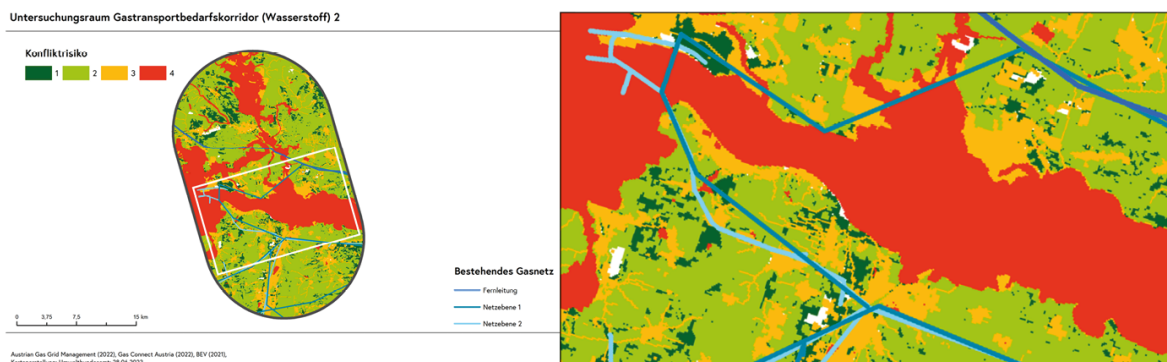 Untersuchungsraum Gastransportbedarfskorridor (Wasserstoff) 2
Konfliktrisiko
1 2 3 4
Bestehendes Gasnetz
Fernleitung
Netzebene 1
Netzebene 2
0 3,75 7,5 15 km
Austrian Gas Grid Management (2022), Gas Connect Austria (2022), BEV (2021),